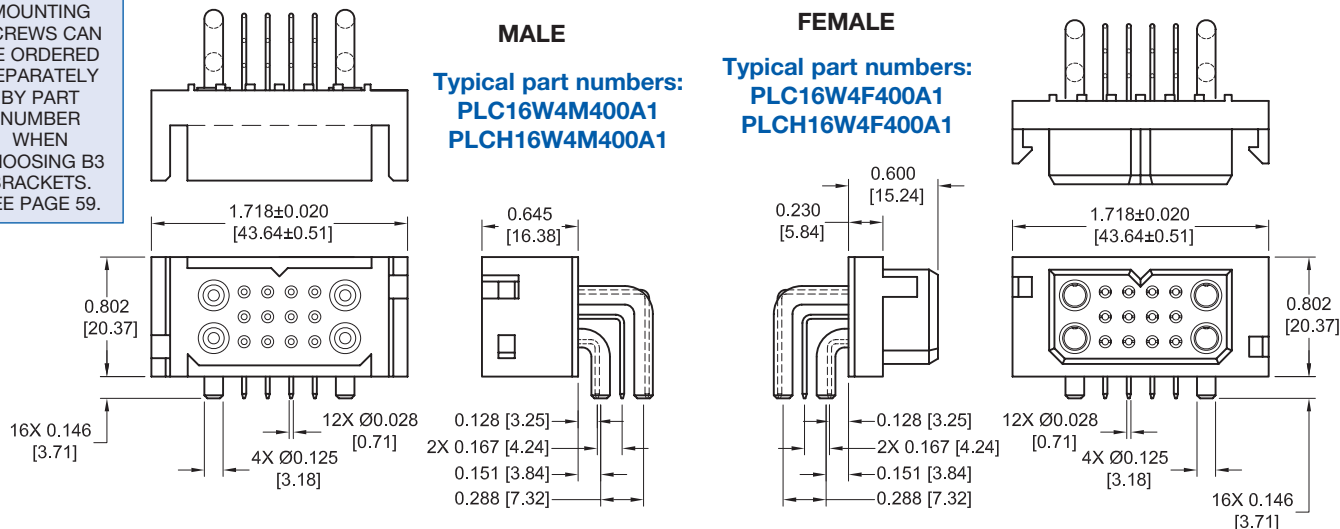 MOUNTING
CREWS CAN
E ORDERED
EPARATELY
BY PART
NUMBER
WHEN
HOOSING B3
BRACKETS.
EE PAGE 59.
MALE
Typical part numbers:
PLC16W4M400A1
PLCH16W4M400A1
FEMALE
Typical part numbers:
PLC16W4F400A1
PLCH16W4F400A1
1.718±0.020
[43.64±0.51]
0.802
[20.37]
16X 0.146
[3.71]
12X Ø0.028
[0.71]
4X Ø0.125
[3.18]
0.645
[16.38]
0.128 [3.25]
2X 0.167 [4.24]
0.151 [3.84]
0.288 [7.32]
0.600
[15.24]
0.230
[5.84]
0.128 [3.25]
2X 0.167 [4.24]
0.151 [3.84]
0.288 [7.32]
1.718±0.020
[43.64±0.51]
0.802
[20.37]
12X Ø0.028
[0.71]
4X Ø0.125
[3.18]
16X 0.146
[3.71]